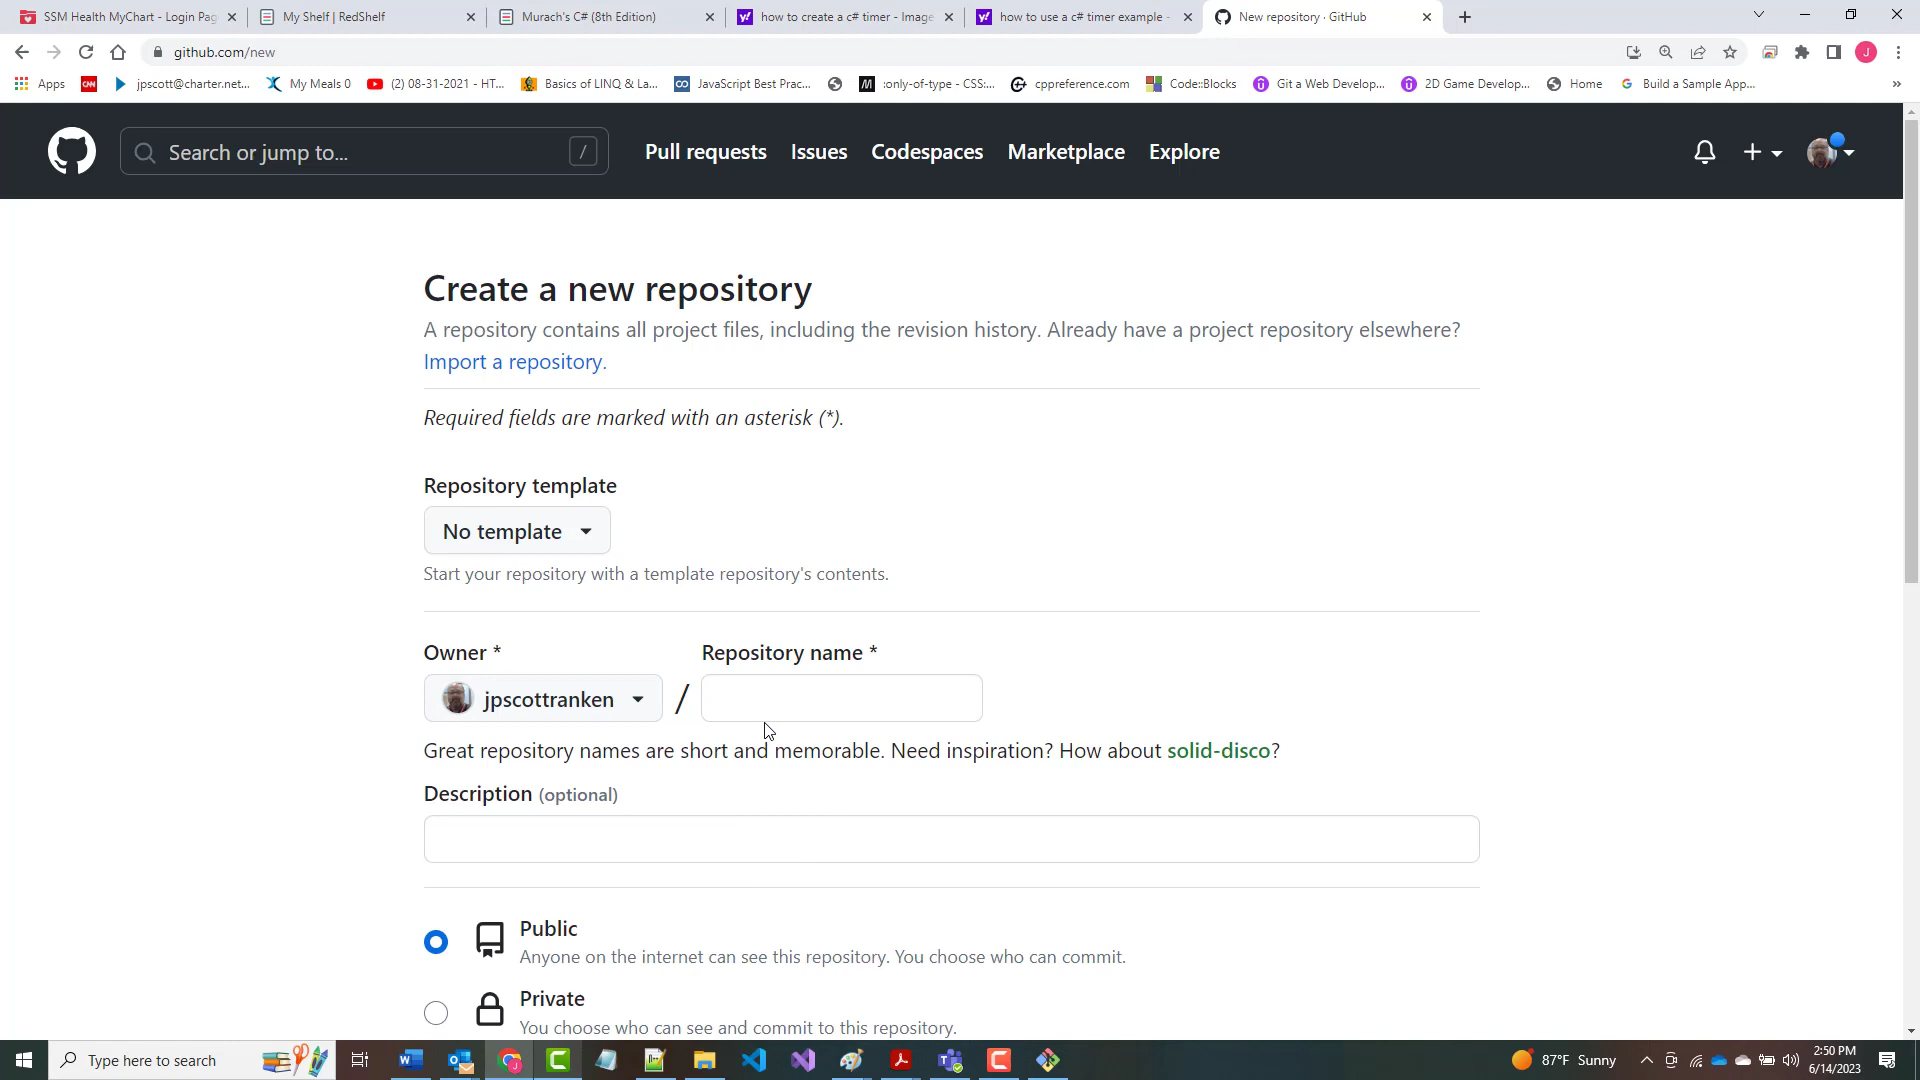 SSM Health MyChart - Login Pag
My Shelf | RedShelf
Murach's C# (8th Edition)
how to create a c# timer - Image
how to use a c# timer example -
New repository · GitHub
github.com/new
J
Apps
CNN
jpscott@charter.net...
My Meals 0
(2) 08-31-2021 - HT...
Basics of LINQ & La...
JavaScript Best Prac...
:only-of-type - CSS:...
cppreference.com
Code::Blocks
Git a Web Develop...
2D Game Develop...
Home
Build a Sample App...
»
Search or jump to...
/
Pull requests
Issues
Codespaces
Marketplace
Explore
Create a new repository
A repository contains all project files, including the revision history. Already have a project repository elsewhere?
Import a repository.
Required fields are marked with an asterisk (*).
Repository template
No template
Start your repository with a template repository's contents.
Owner *
Repository name *
jpscottranken
/
Great repository names are short and memorable. Need inspiration? How about solid-disco?
Description (optional)
Public
Anyone on the internet can see this repository. You choose who can commit.
Private
You choose who can see and commit to this repository.
Type here to search
87°F Sunny
2:50 PM
6/14/2023